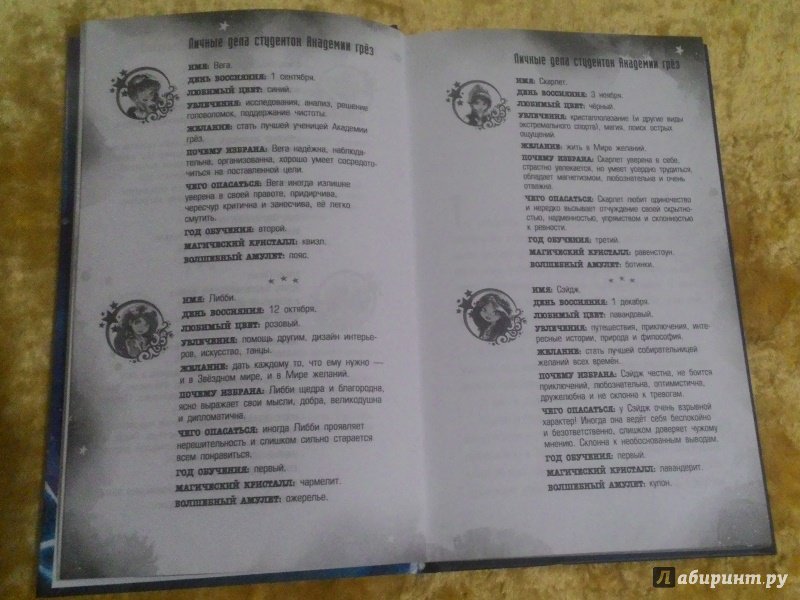 Личные дела студенток Академии грёз
ИМЯ: Вега.
ДЕНЬ ВОССИЯНИЯ: 1 сентября.
ЛЮБИМЫЙ ЦВЕТ: синий.
УВЛЕЧЕНИЯ: исследования, анализ, решение
головоломок, поддержание чистоты.
ЖЕЛАНИЯ: стать лучшей ученицей Академии
грёз.
ПОЧЕМУ ИЗБРАНА: Вега надёжна, наблюда-
тельна, организованна, хорошо умеет сосредото-
читься на поставленной цели.
ЧЕГО ОПАСАТЬСЯ: Вега иногда излишне
уверена в своей правоте, придирчива,
чересчур критична и заносчива, её легко
смутить.
ГОД ОБУЧЕНИЯ: второй.
МАГИЧЕСКИЙ КРИСТАЛЛ: квизл.
ВОЛШЕБНЫЙ АМУЛЕТ: пояс.
* * *
ИМЯ: Либби.
ДЕНЬ ВОССИЯНИЯ: 12 октября.
ЛЮБИМЫЙ ЦВЕТ: розовый.
УВЛЕЧЕНИЯ: помощь другим, дизайн интерье-
ров, искусство, танцы.
ЖЕЛАНИЕ: дать каждому то, что ему нужно —
и в Звёздном мире, и в Мире желаний.
ПОЧЕМУ ИЗБРАНА: Либби щедра и благородна,
ясно выражает свои мысли, добра, великодушна
и дипломатична.
ЧЕГО ОПАСАТЬСЯ: иногда Либби проявляет
нерешительность и слишком сильно старается
всем понравиться.
ГОД ОБУЧЕНИЯ: первый.
МАГИЧЕСКИЙ КРИСТАЛЛ: чармелит.
ВОЛШЕБНЫЙ АМУЛЕТ: ожерелье.
Личные дела студенток Академии грёз
ИМЯ: Скарлет.
ДЕНЬ ВОССИЯНИЯ: 3 ноября.
ЛЮБИМЫЙ ЦВЕТ: чёрный.
УВЛЕЧЕНИЯ: кристаллолазание (и другие виды
экстремального спорта), магия, поиск острых
ощущений.
ЖЕЛАНИЕ: жить в Мире желаний.
ПОЧЕМУ ИЗБРАНА: Скарлет уверена в себе,
страстно увлекается, но умеет усердно трудиться,
обладает магнетизмом, любознательна и очень
отважна.
ЧЕГО ОПАСАТЬСЯ: Скарлет любит одиночество
и нередко вызывает отчуждение своей скрытно-
стью, надменностью, упрямством и склонностью
к ревности.
ГОД ОБУЧЕНИЯ: третий.
МАГИЧЕСКИЙ КРИСТАЛЛ: равенстоун.
ВОЛШЕБНЫЙ АМУЛЕТ: ботинки.
* * *
ИМЯ: Сэйдж.
ДЕНЬ ВОССИЯНИЯ: 1 декабря.
ЛЮБИМЫЙ ЦВЕТ: лавандовый.
УВЛЕЧЕНИЯ: путешествия, приключения, инте-
ресные истории, природа и философия.
ЖЕЛАНИЕ: стать лучшей собирательницей
желаний всех времён.
ПОЧЕМУ ИЗБРАНА: Сэйдж честна, не боится
приключений, любознательна, оптимистична,
дружелюбна и не склонна к тревогам.
ЧЕГО ОПАСАТЬСЯ: у Сэйдж очень взрывной
характер! Иногда она ведёт себя беспокойно
и безответственно, слишком доверяет чужому
мнению. Склонна к необоснованным выводам.
ГОД ОБУЧЕНИЯ: первый.
МАГИЧЕСКИЙ КРИСТАЛЛ: лавандерит.
ВОЛШЕБНЫЙ АМУЛЕТ: кулон.
Лабиринт.ру